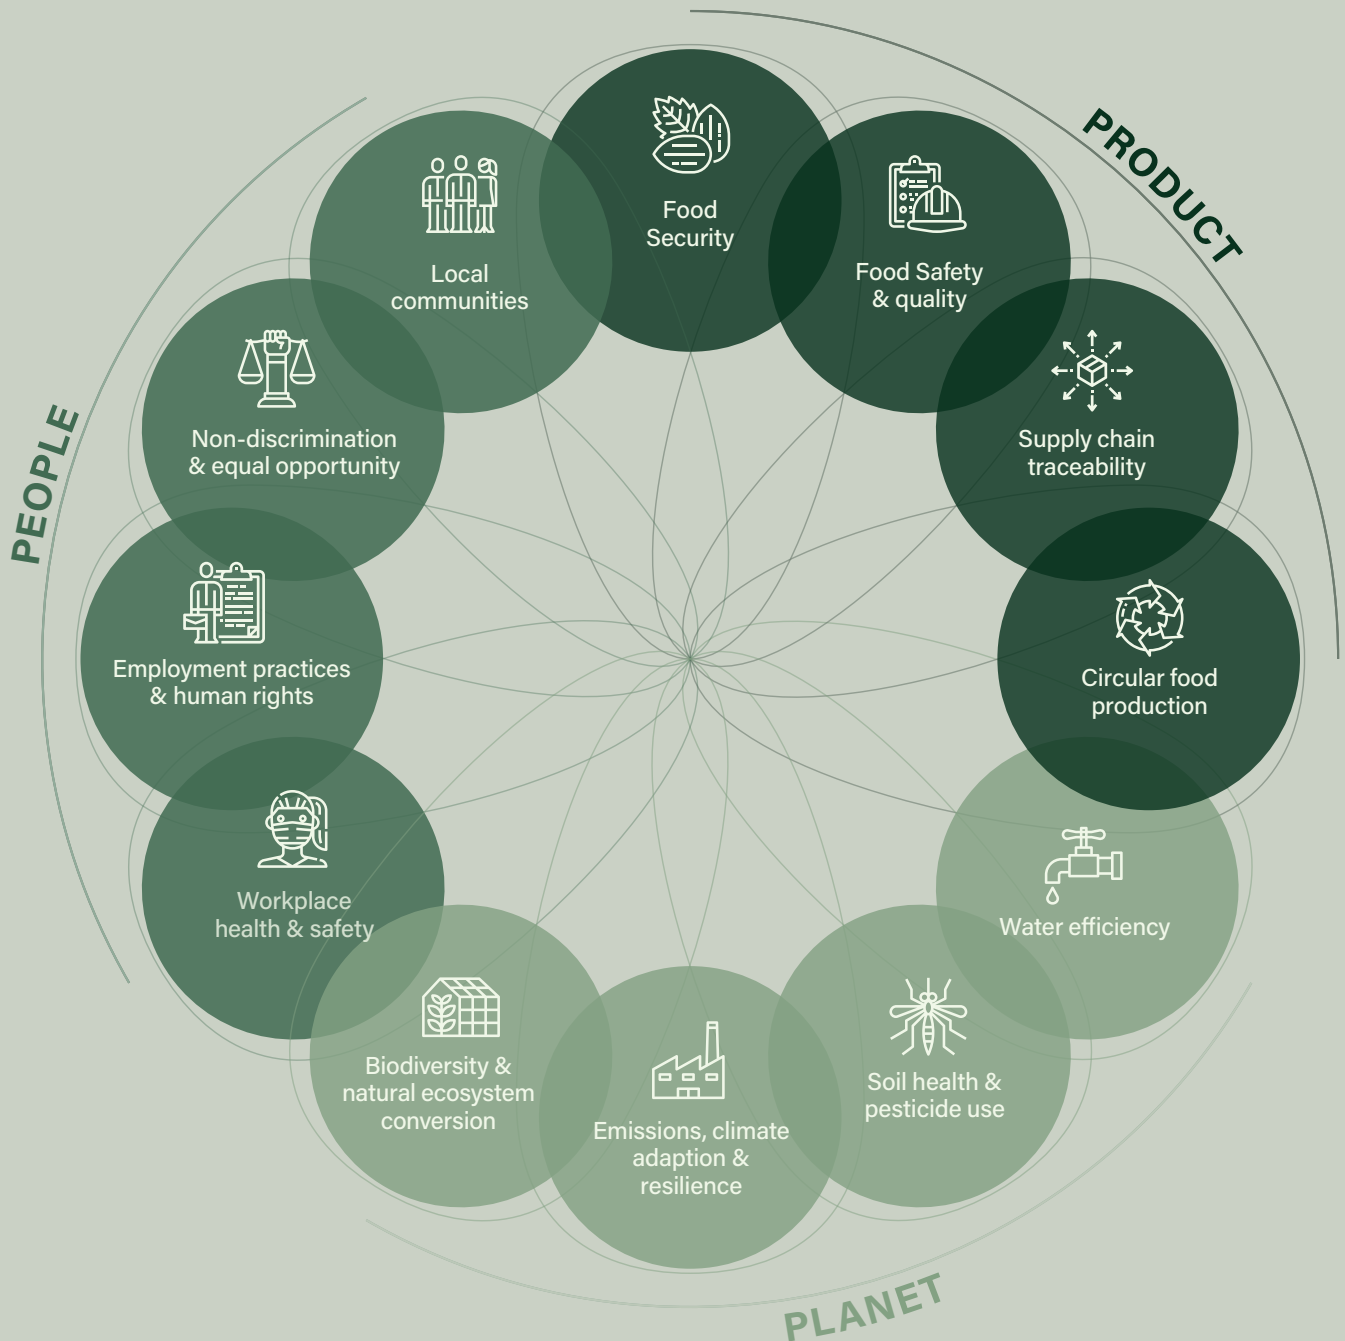 PRODUCT
Food
Security
Food Safety
& quality
Supply chain
traceability
Circular food
production
PLANET
Water efficiency
Soil health &
pesticide use
Emissions, climate
adaption &
resilience
Biodiversity &
natural ecosystem
conversion
PEOPLE
Workplace
health & safety
Employment practices
& human rights
Non-discrimination
& equal opportunity
Local
communities